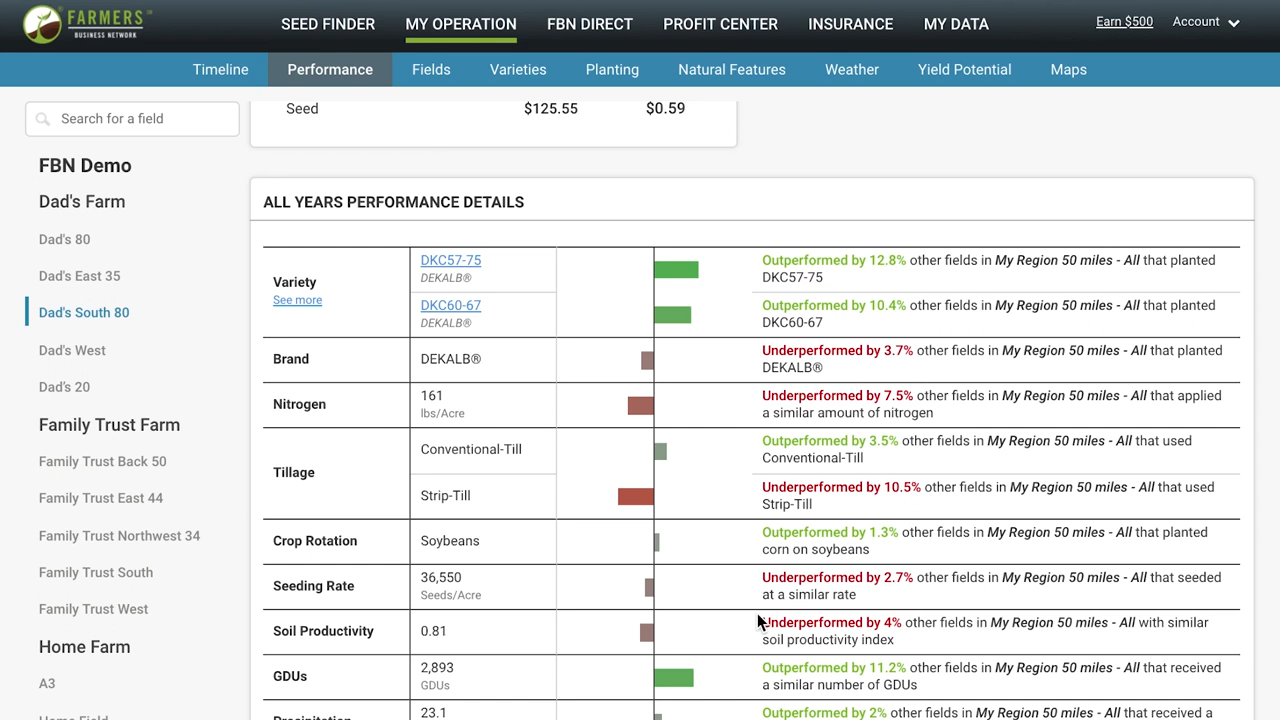 FARMERS
BUSINESS NETWORK
SEED FINDER
MY OPERATION
FBN DIRECT
PROFIT CENTER
INSURANCE
MY DATA
Earn $500
Account
Timeline
Performance
Fields
Varieties
Planting
Natural Features
Weather
Yield Potential
Maps
Search for a field
FBN Demo
Dad's Farm
Dad's 80
Dad's East 35
Dad's South 80
Dad's West
Dad's 20
Family Trust Farm
Family Trust Back 50
Family Trust East 44
Family Trust Northwest 34
Family Trust South
Family Trust West
Home Farm
A3
Home Field
Seed $125.55 $0.59
ALL YEARS PERFORMANCE DETAILS
Variety
See more
DKC57-75
DEKALB®
Outperformed by 12.8% other fields in My Region 50 miles - All that planted
DKC57-75
DKC60-67
DEKALB®
Outperformed by 10.4% other fields in My Region 50 miles - All that planted
DKC60-67
Brand
DEKALB®
Underperformed by 3.7% other fields in My Region 50 miles - All that planted
DEKALB®
Nitrogen
161
lbs/Acre
Underperformed by 7.5% other fields in My Region 50 miles - All that applied
a similar amount of nitrogen
Tillage
Conventional-Till
Outperformed by 3.5% other fields in My Region 50 miles - All that used
Conventional-Till
Strip-Till
Underperformed by 10.5% other fields in My Region 50 miles - All that used
Strip-Till
Crop Rotation
Soybeans
Outperformed by 1.3% other fields in My Region 50 miles - All that planted
corn on soybeans
Seeding Rate
36,550
Seeds/Acre
Underperformed by 2.7% other fields in My Region 50 miles - All that seeded
at a similar rate
Soil Productivity
0.81
Underperformed by 4% other fields in My Region 50 miles - All with similar
soil productivity index
GDUs
2,893
GDUs
Outperformed by 11.2% other fields in My Region 50 miles - All that received
a similar number of GDUs
Precipitation
23.1
Outperformed by 2% other fields in My Region 50 miles - All that received a